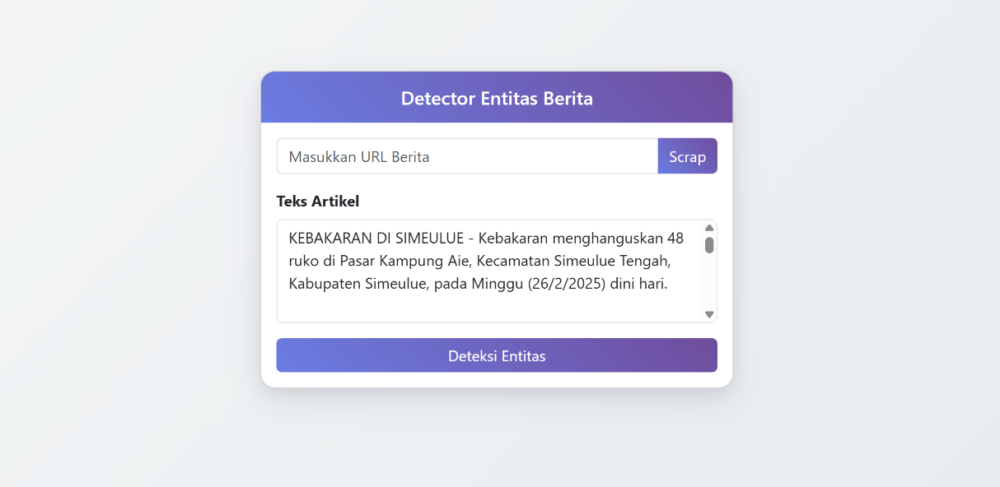 Detector Entitas Berita
Masukkan URL Berita
Scrap
Teks Artikel
KEBAKARAN DI SIMEULUE - Kebakaran menghanguskan 48
ruko di Pasar Kampung Aie, Kecamatan Simeulue Tengah,
Kabupaten Simeulue, pada Minggu (26/2/2025) dini hari.
Deteksi Entitas